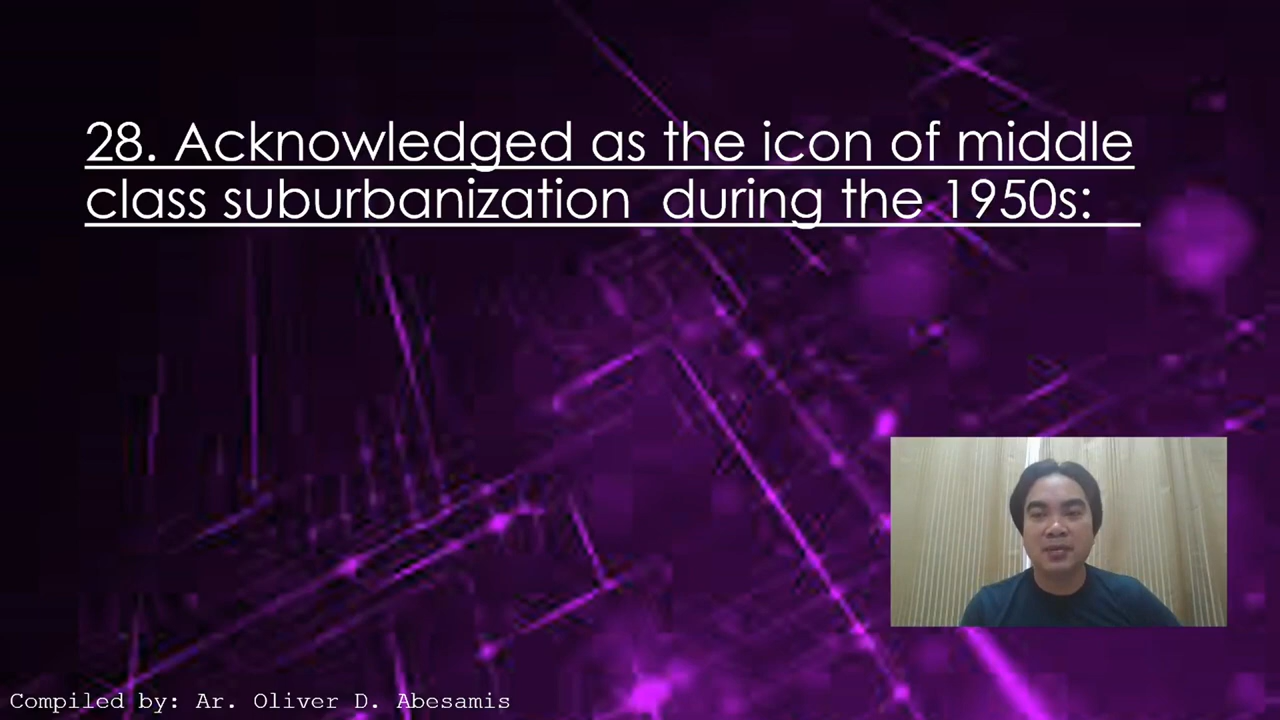 28. Acknowledged as the icon of middle
class suburbanization during the 1950s:
Compiled by: Ar. Oliver D. Abesamis